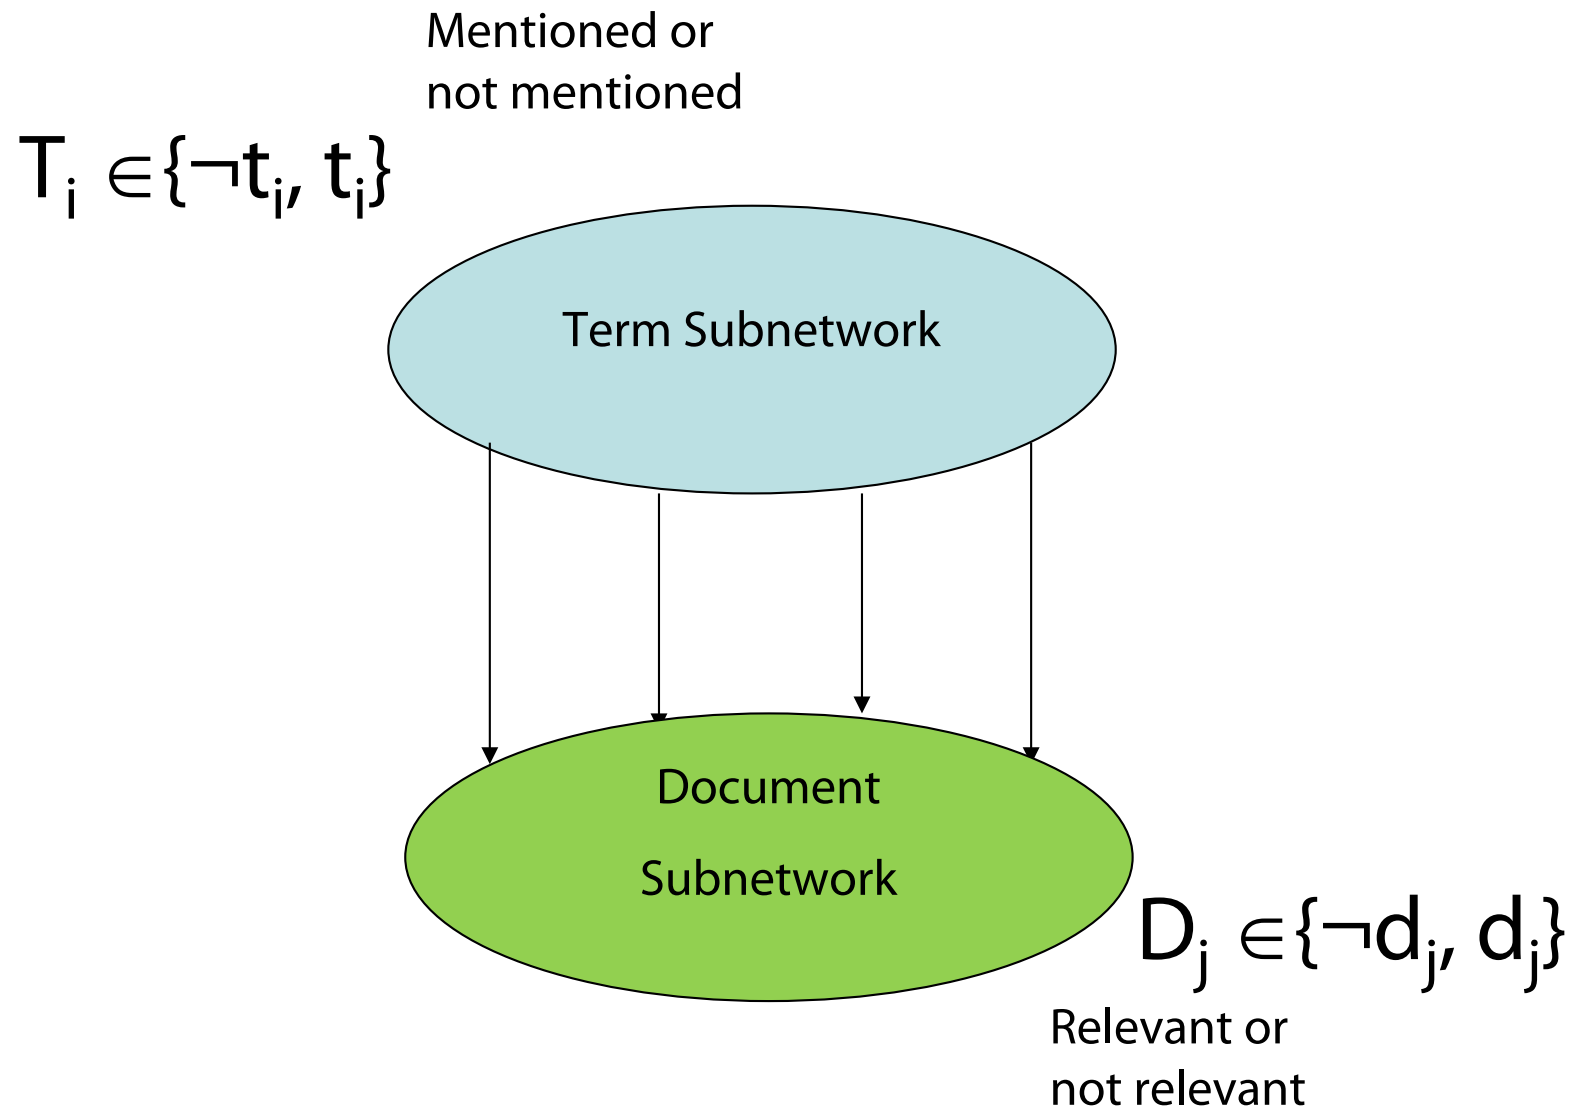 Mentioned or
not mentioned
Tᵢ ∈{¬tᵢ, tᵢ}
Term Subnetwork
Document
Subnetwork
Dⱼ ∈{¬dⱼ, dⱼ}
Relevant or
not relevant